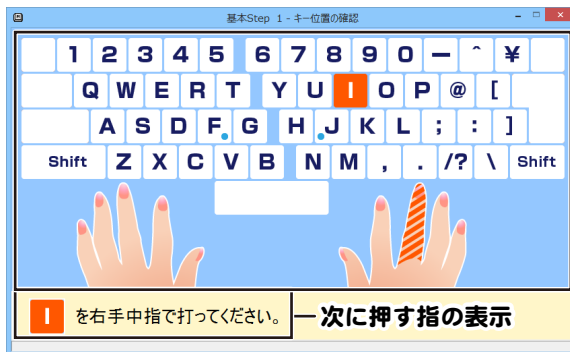 基本Step 1 - キー位置の確認
1 2 3 4 5 6 7 8 9 0 — ^ ¥
Q W E R T Y U I O P @ [
A S D F G H J K L ; : ]
Shift Z X C V B N M , . /? \ Shift
I を右手中指で打ってください。
次に押す指の表示